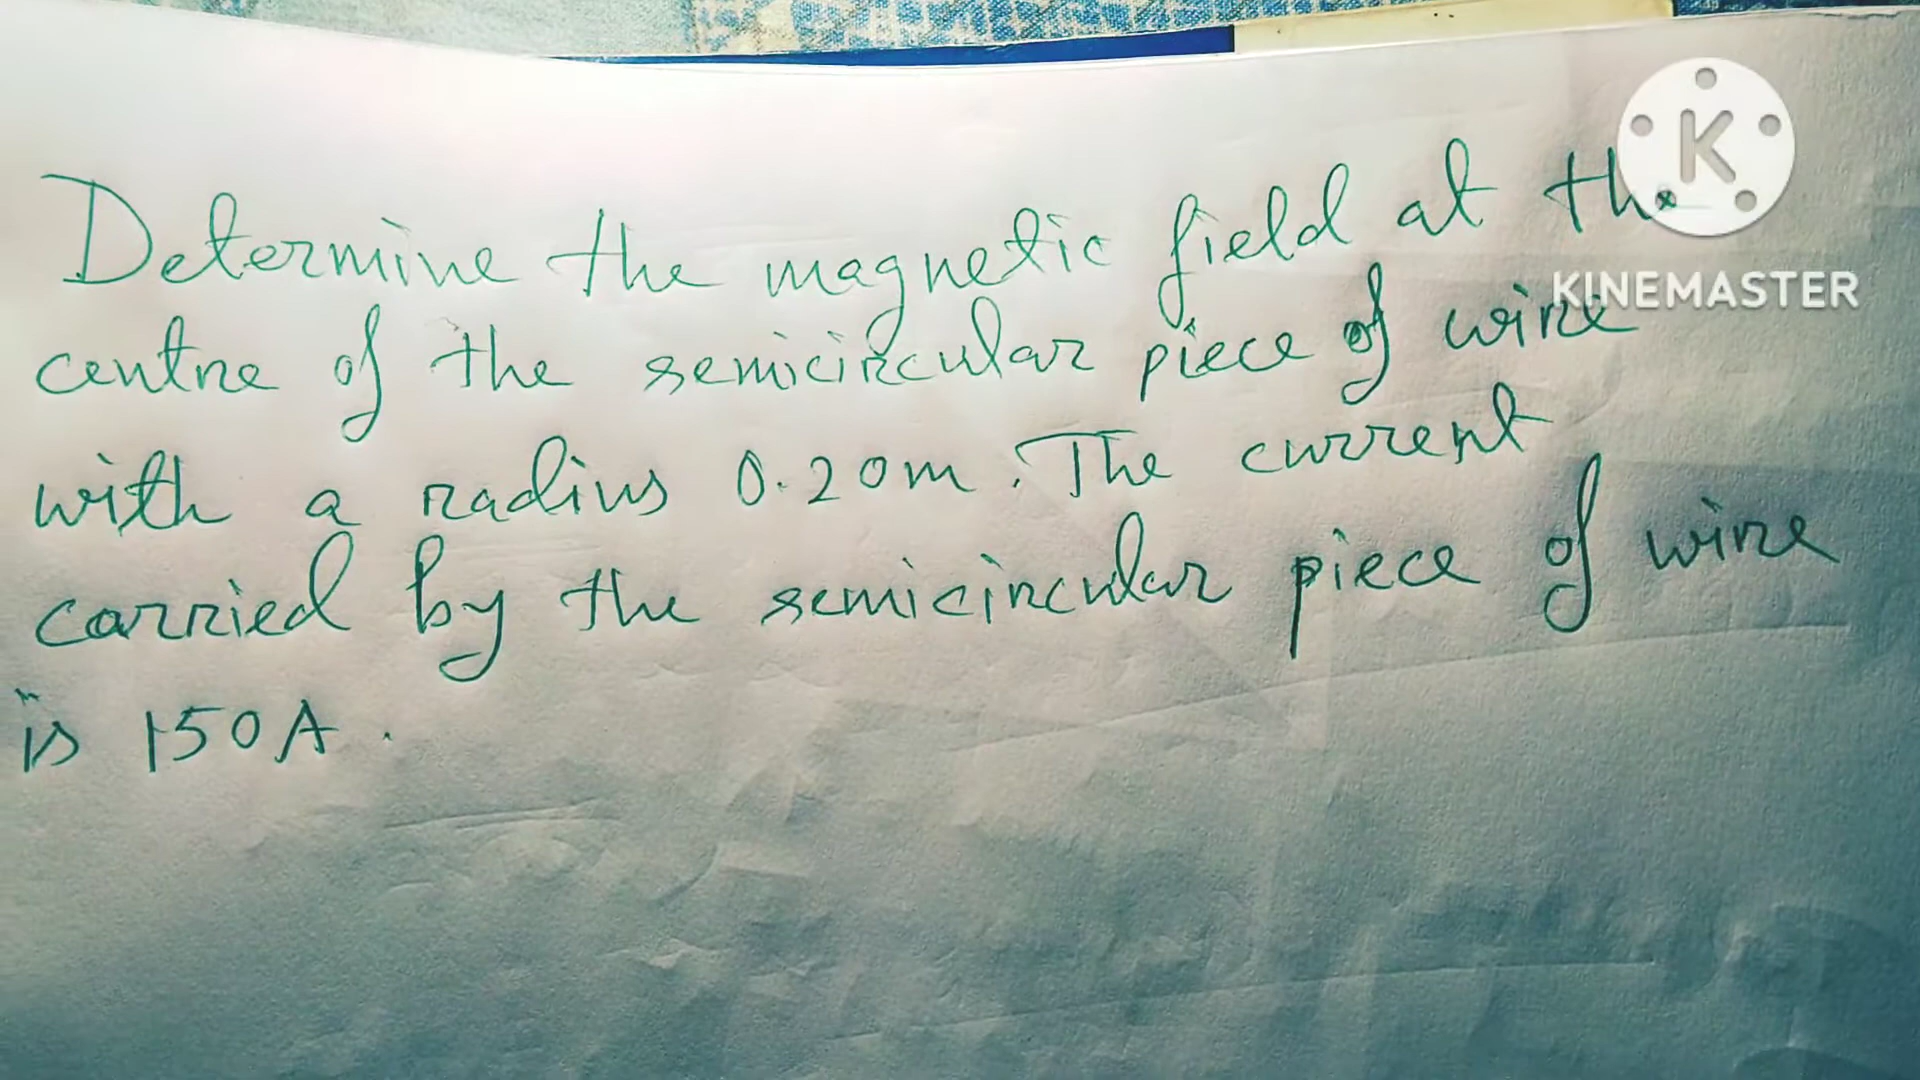 Determine the magnetic field at the
centre of the semicircular piece of wire
with a radius 0.20m. The current
carried by the semicircular piece of wire
is 150A.
K
KINEMASTER